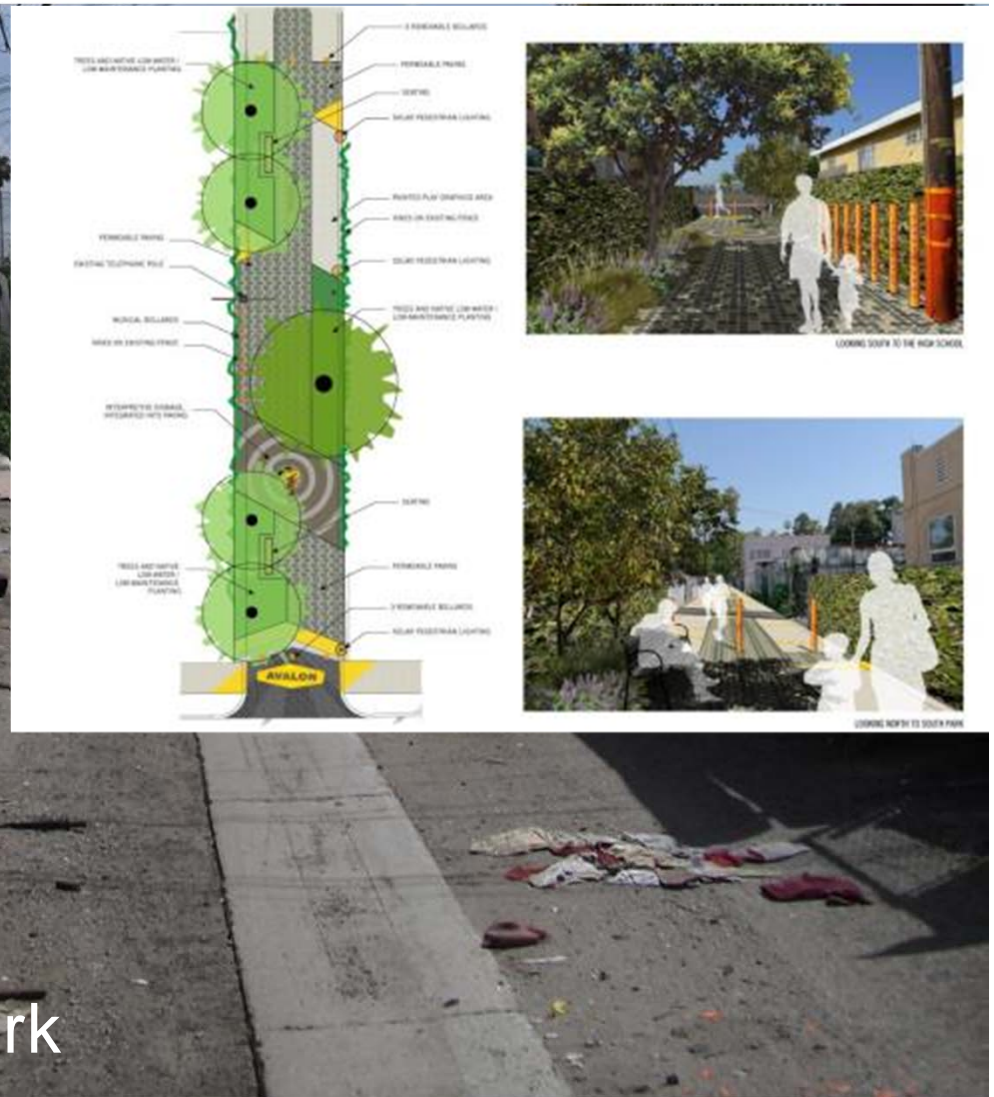 3 REMOVABLE BOLLARDS
PERMEABLE PAVING
SEATING
SOLAR PEDESTRIAN LIGHTING
PAINTED PLAY GRAPHICS AREA
VINES ON EXISTING FENCE
SOLAR PEDESTRIAN LIGHTING
TREES AND NATIVE LOW-WATER /
LOW-MAINTENANCE PLANTING
SEATING
PERMEABLE PAVING
3 REMOVABLE BOLLARDS
SOLAR PEDESTRIAN LIGHTING
TREES AND NATIVE LOW-WATER /
LOW-MAINTENANCE PLANTING
PERMEABLE PAVING
EXISTING TELEPHONE POLE
MUSICAL BOLLARDS
VINES ON EXISTING FENCE
INTERPRETIVE SIGNAGE,
INTEGRATED INTO PAVING
TREES AND NATIVE
LOW-WATER /
LOW-MAINTENANCE
PLANTING
AVALON
LOOKING SOUTH TO THE HIGH SCHOOL
LOOKING NORTH TO SOUTH PARK
rk